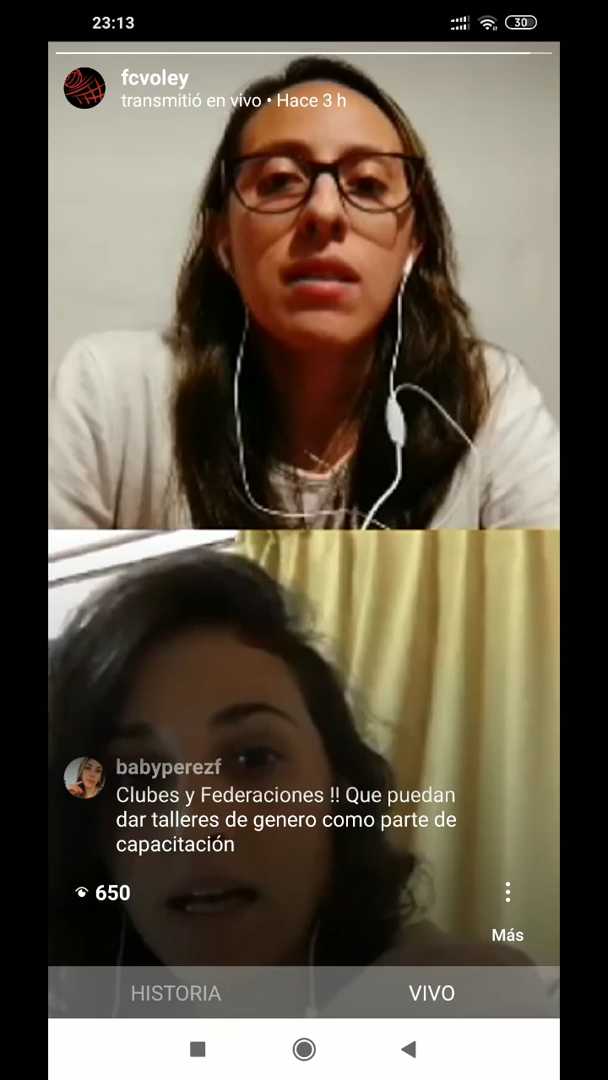 23:13
30
fcvoley
transmitió en vivo • Hace 3 h
babyperezf
Clubes y Federaciones !! Que puedan
dar talleres de genero como parte de
capacitación
650
Más
HISTORIA
VIVO